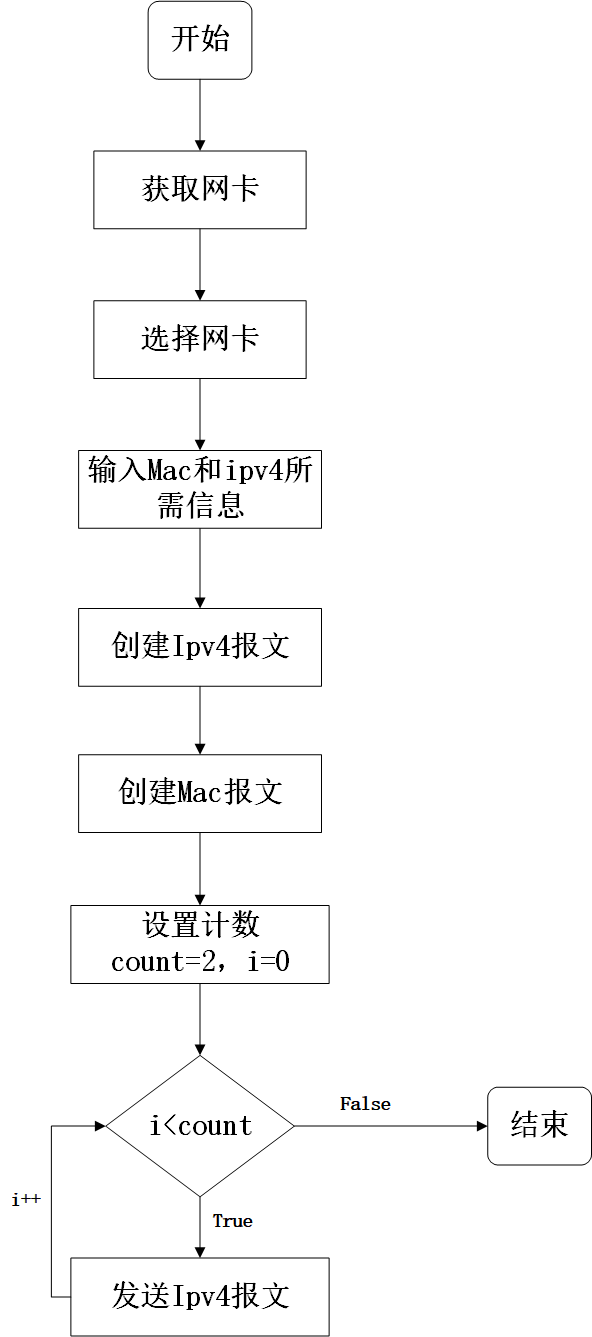 开始
获取网卡
选择网卡
输入Mac和ipv4所
需信息
创建Ipv4报文
创建Mac报文
设置计数
count=2，i=0
i<count
False
结束
i++
True
发送Ipv4报文